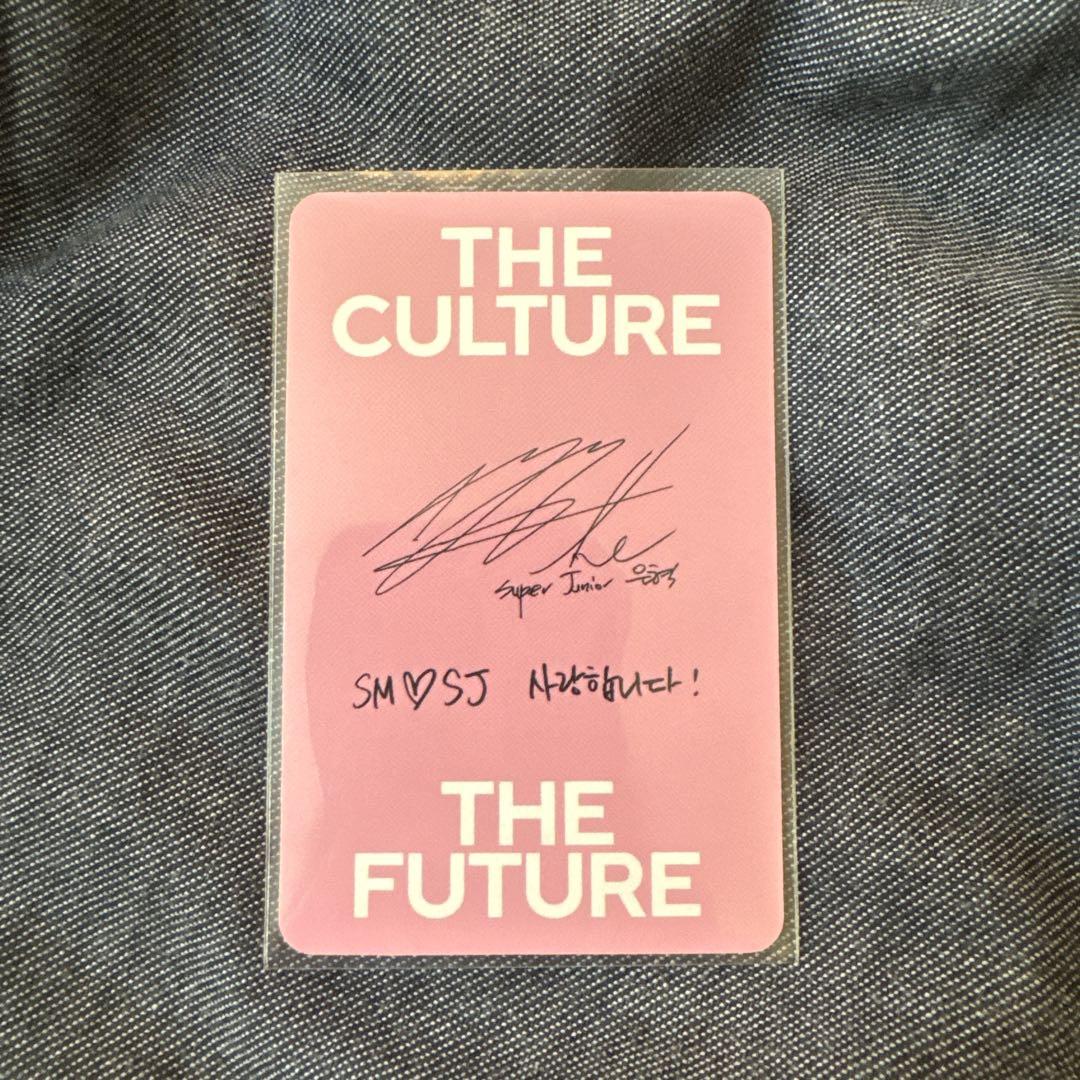 THE
CULTURE
Super Junior 은혁
SM♡SJ 사랑합니다!
THE
FUTURE